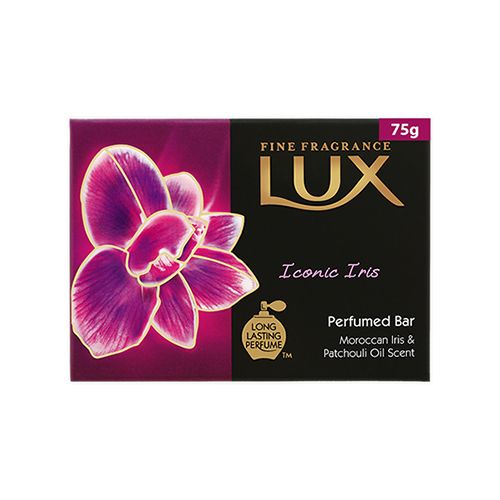 75g
FINE FRAGRANCE
LUX
Iconic Iris
LONG
LASTING
PERFUME
TM
Perfumed Bar
Moroccan Iris &
Patchouli Oil Scent